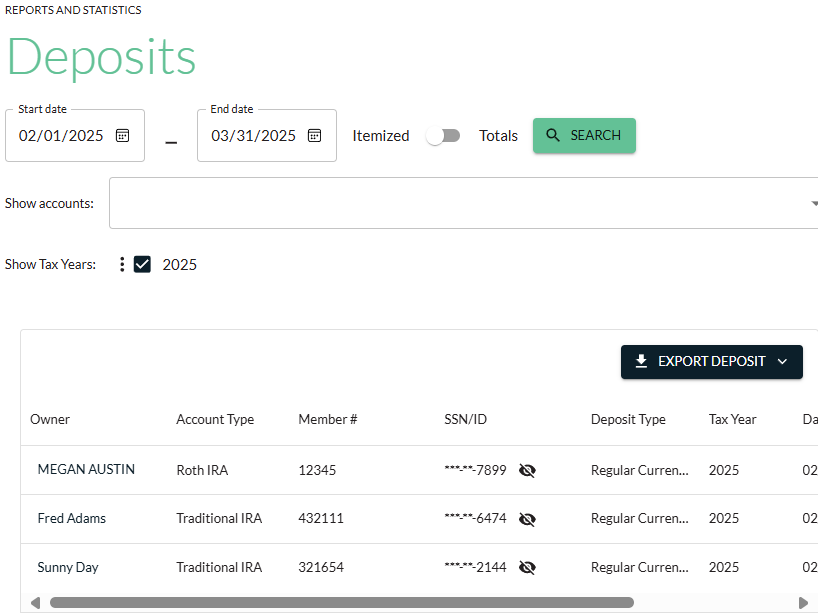 REPORTS AND STATISTICS
Deposits
Start date End date
02/01/2025 – 03/31/2025 Itemized Totals SEARCH
Show accounts:
Show Tax Years: 2025
EXPORT DEPOSIT
Owner Account Type Member # SSN/ID Deposit Type Tax Year Da
MEGAN AUSTIN Roth IRA 12345 ***-**-7899 Regular Curren... 2025 02
Fred Adams Traditional IRA 432111 ***-**-6474 Regular Curren... 2025 02
Sunny Day Traditional IRA 321654 ***-**-2144 Regular Curren... 2025 02